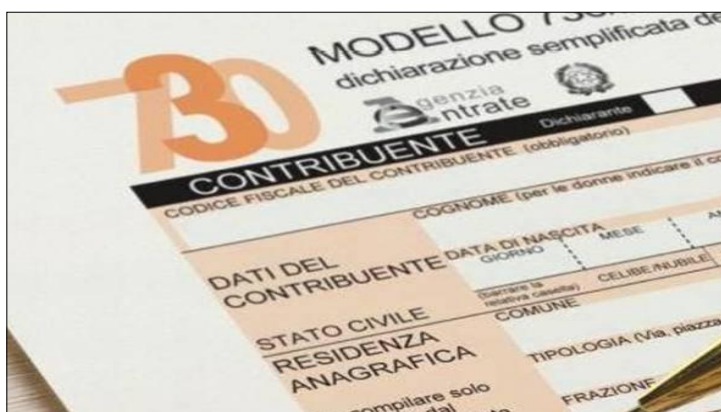 730
MODELLO 730
dichiarazione semplificata de
genzia
ntrate
CONTRIBUENTE
Dichiarante
CODICE FISCALE DEL CONTRIBUENTE (obbligatorio)
COGNOME (per le donne indicare il c
DATI DEL
CONTRIBUENTE
DATA DI NASCITA
GIORNO
MESE
A
STATO CIVILE
(barrare la
relativa casella)
CELIBE/NUBILE
RESIDENZA
ANAGRAFICA
COMUNE
TIPOLOGIA (Via, piazza
ompilare solo
dal
FRAZIONE